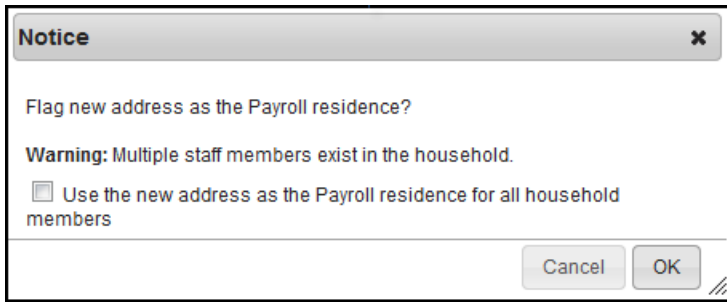 Notice
Flag new address as the Payroll residence?
Warning: Multiple staff members exist in the household.
Use the new address as the Payroll residence for all household
members
Cancel
OK